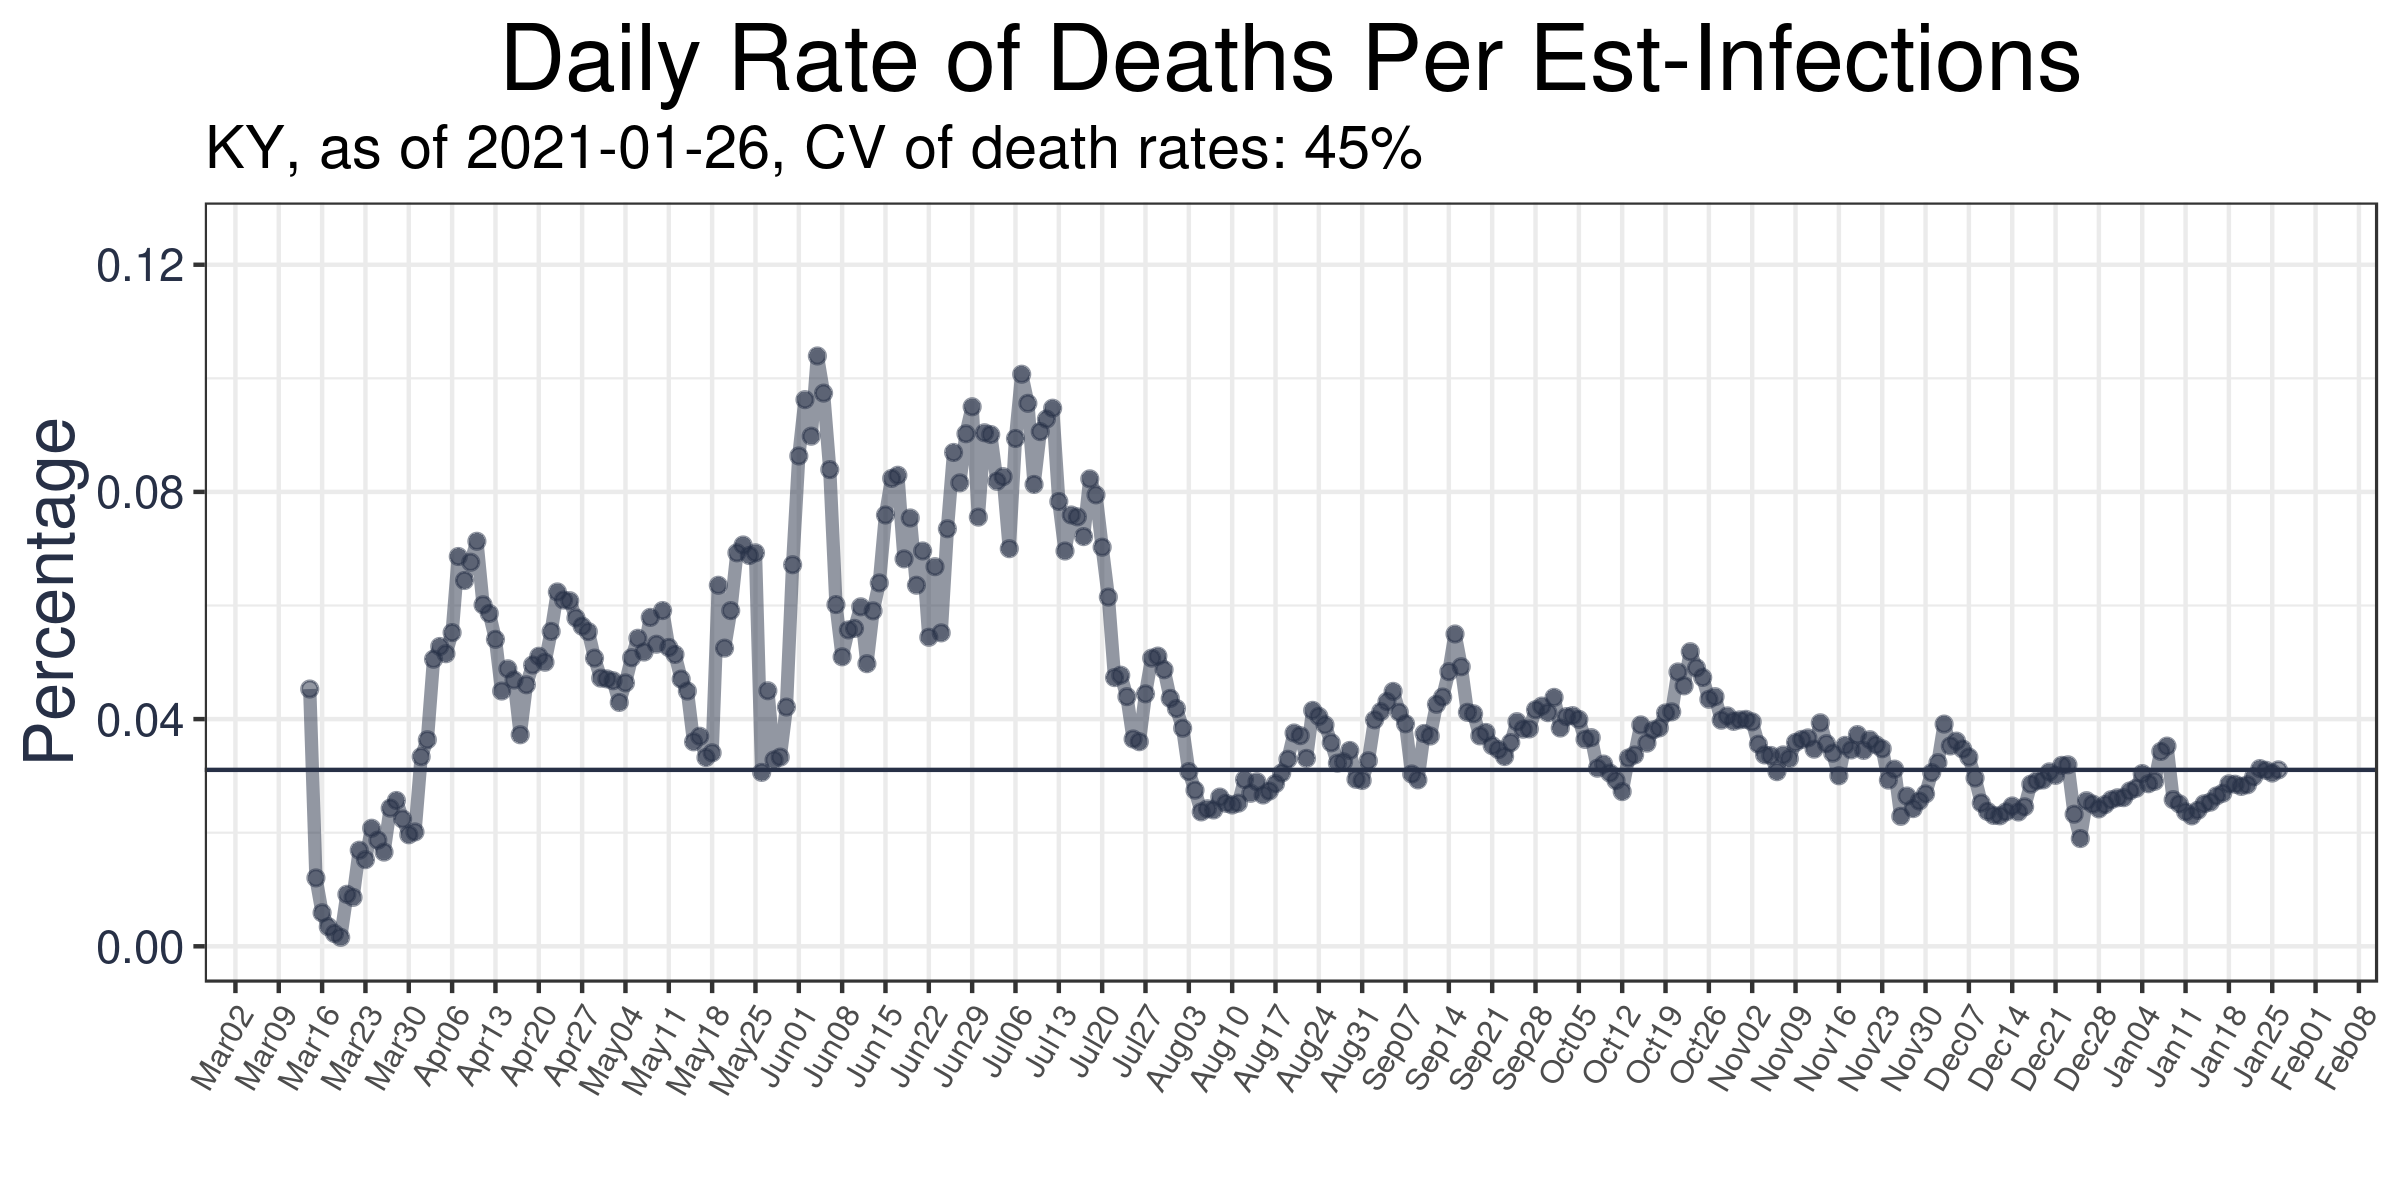 Daily Rate of Deaths Per Est-Infections
KY, as of 2021-01-26, CV of death rates: 45%
Percentage
0.12
0.08
0.04
0.00
Mar02
Mar09
Mar16
Mar23
Mar30
Apr06
Apr13
Apr20
Apr27
May04
May11
May18
May25
Jun01
Jun08
Jun15
Jun22
Jun29
Jul06
Jul13
Jul20
Jul27
Aug03
Aug10
Aug17
Aug24
Aug31
Sep07
Sep14
Sep21
Sep28
Oct05
Oct12
Oct19
Oct26
Nov02
Nov09
Nov16
Nov23
Nov30
Dec07
Dec14
Dec21
Dec28
Jan04
Jan11
Jan18
Jan25
Feb01
Feb08